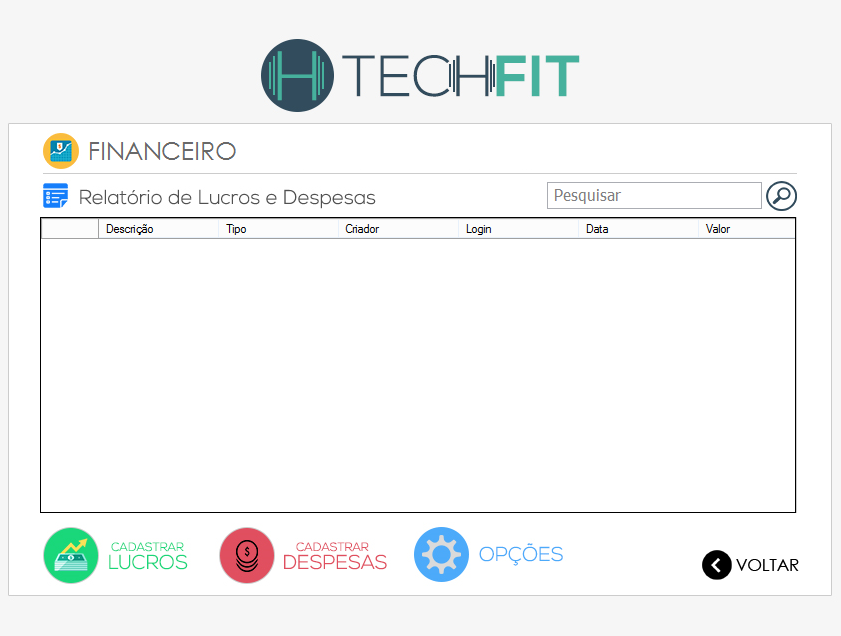 TECHFIT
FINANCEIRO
Relatório de Lucros e Despesas
Pesquisar
Descrição Tipo Criador Login Data Valor
CADASTRAR
LUCROS
CADASTRAR
DESPESAS
OPÇÕES
VOLTAR